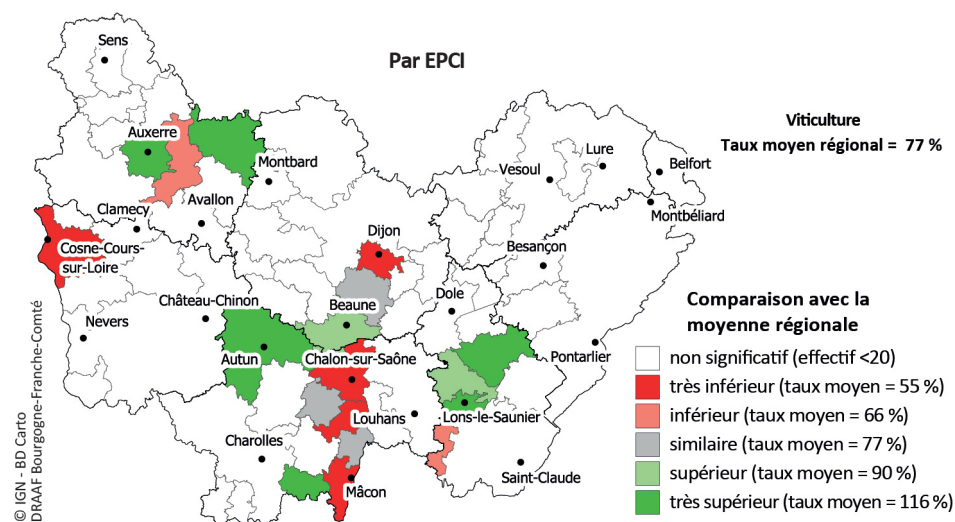 Par EPCI
Viticulture
Taux moyen régional = 77 %
Sens
Auxerre
Montbard
Lure
Belfort
Vesoul
Montbéliard
Avallon
Clamecy
Dijon
Besançon
Cosne-Cours-
sur-Loire
Château-Chinon
Beaune
Dole
Nevers
Autun
Chalon-sur-Saône
Pontarlier
Louhans
Lons-le-Saunier
Charolles
Saint-Claude
Mâcon
Comparaison avec la
moyenne régionale
non significatif (effectif <20)
très inférieur (taux moyen = 55 %)
inférieur (taux moyen = 66 %)
similaire (taux moyen = 77 %)
supérieur (taux moyen = 90 %)
très supérieur (taux moyen = 116 %)
© IGN - BD Carto
DRAAF Bourgogne-Franche-Comté